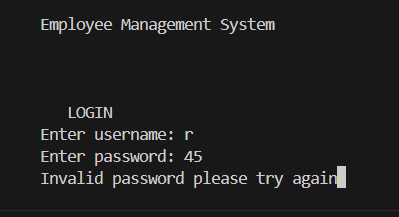 Employee Management System
LOGIN
Enter username: r
Enter password: 45
Invalid password please try again